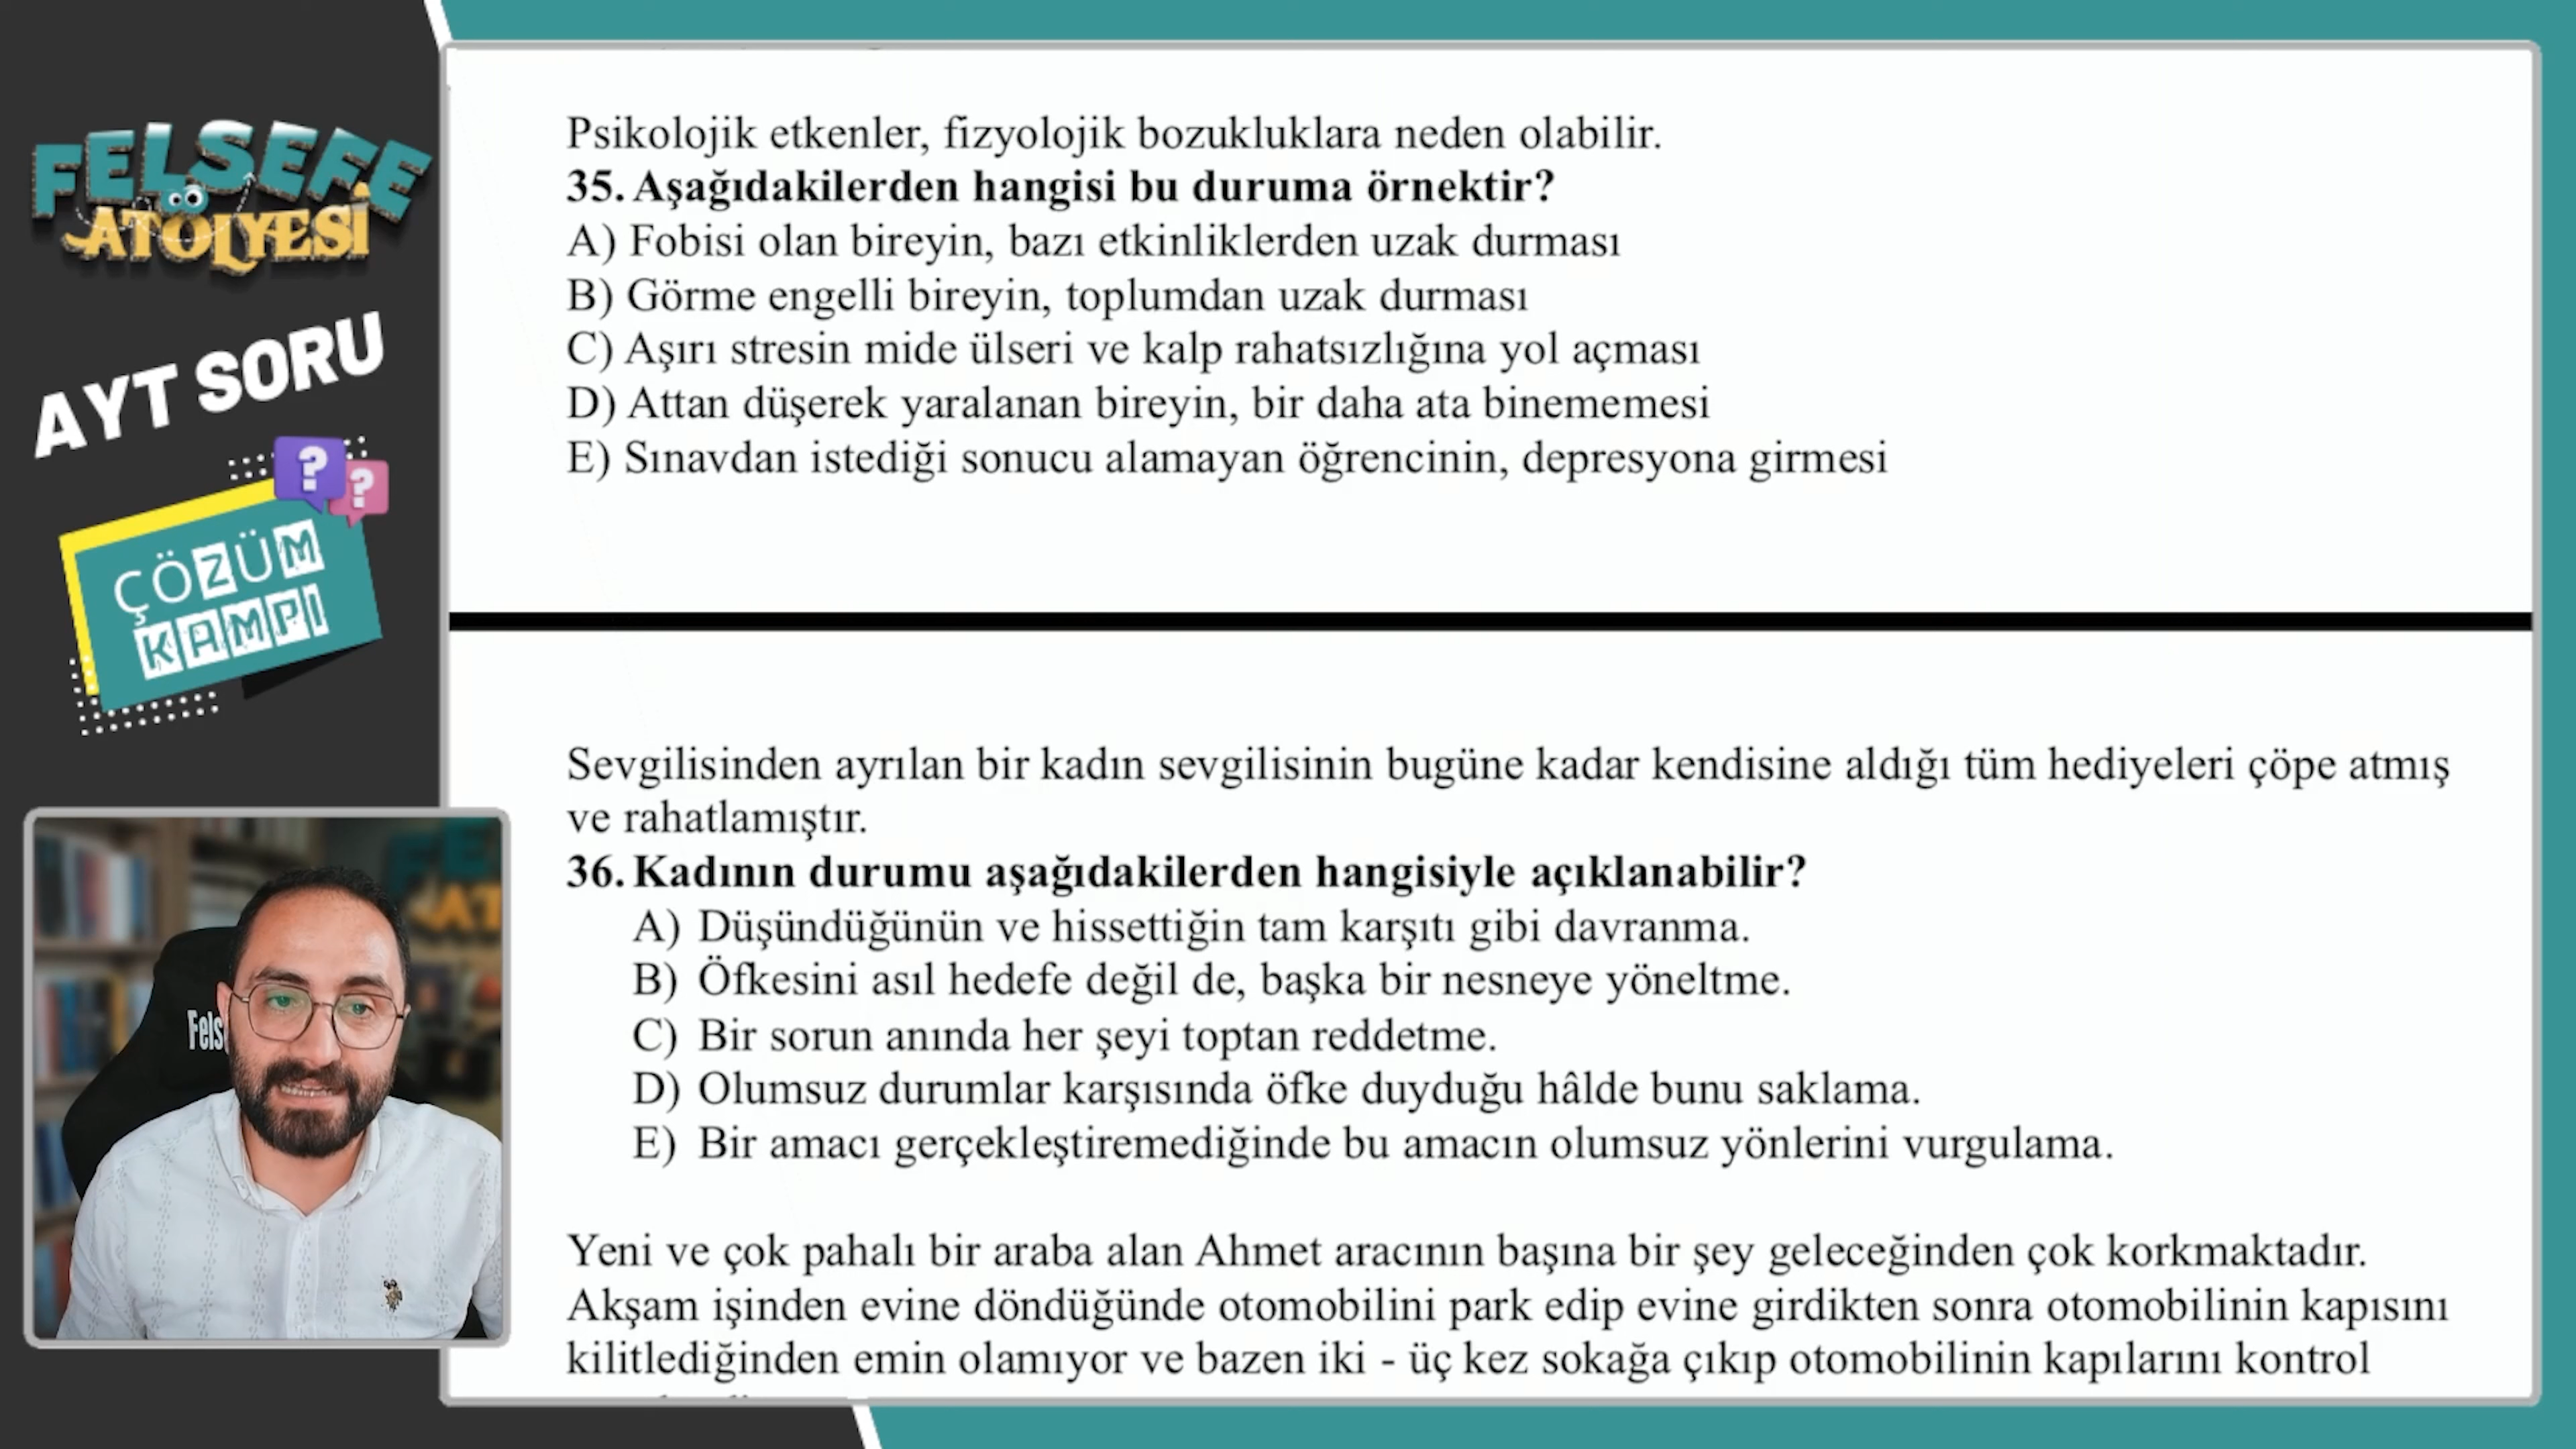 FELSEFE
ATÖLYESİ
AYT SORU
? ?
ÇÖZÜM
KAMPI
Psikolojik etkenler, fizyolojik bozukluklara neden olabilir.
35. Aşağıdakilerden hangisi bu duruma örnektir?
A) Fobisi olan bireyin, bazı etkinliklerden uzak durması
B) Görme engelli bireyin, toplumdan uzak durması
C) Aşırı stresin mide ülseri ve kalp rahatsızlığına yol açması
D) Attan düşerek yaralanan bireyin, bir daha ata binememesi
E) Sınavdan istediği sonucu alamayan öğrencinin, depresyona girmesi
Sevgilisinden ayrılan bir kadın sevgilisinin bugüne kadar kendisine aldığı tüm hediyeleri çöpe atmış
ve rahatlamıştır.
36. Kadının durumu aşağıdakilerden hangisiyle açıklanabilir?
A) Düşündüğünün ve hissettiğin tam karşıtı gibi davranma.
B) Öfkesini asıl hedefe değil de, başka bir nesneye yöneltme.
C) Bir sorun anında her şeyi toptan reddetme.
D) Olumsuz durumlar karşısında öfke duyduğu hâlde bunu saklama.
E) Bir amacı gerçekleştiremediğinde bu amacın olumsuz yönlerini vurgulama.
Yeni ve çok pahalı bir araba alan Ahmet aracının başına bir şey geleceğinden çok korkmaktadır.
Akşam işinden evine döndüğünde otomobilini park edip evine girdikten sonra otomobilinin kapısını
kilitlediğinden emin olamıyor ve bazen iki - üç kez sokağa çıkıp otomobilinin kapılarını kontrol
Fels